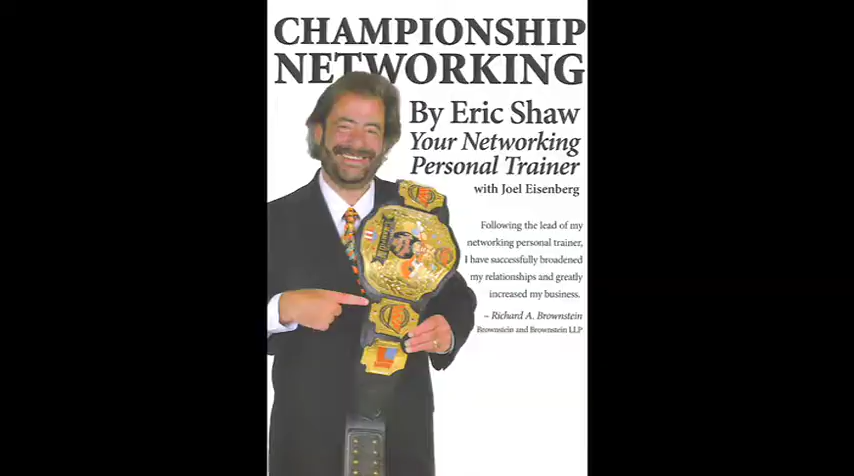 CHAMPIONSHIP
NETWORKING
By Eric Shaw
Your Networking
Personal Trainer
with Joel Eisenberg
Following the lead of my
networking personal trainer,
I have successfully broadened
my relationships and greatly
increased my business.
– Richard A. Brownstein
Brownstein and Brownstein LLP